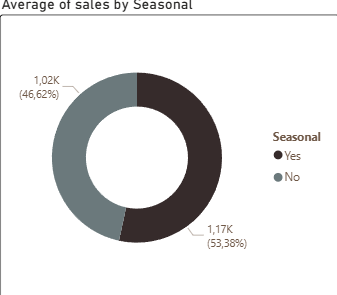 Average of sales by Seasonal
1,02K
(46,62%)
Seasonal
Yes
No
1,17K
(53,38%)